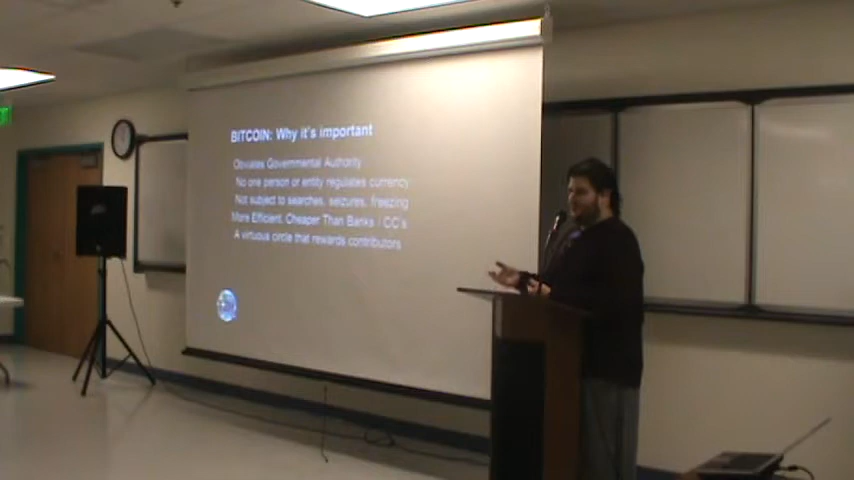 BITCOIN: Why it's important
Obviates Governmental Authority
No one person or entity regulates currency
Not subject to searches, seizures, freezing
More Efficient, Cheaper Than Banks / CC's
A virtuous circle that rewards contributors